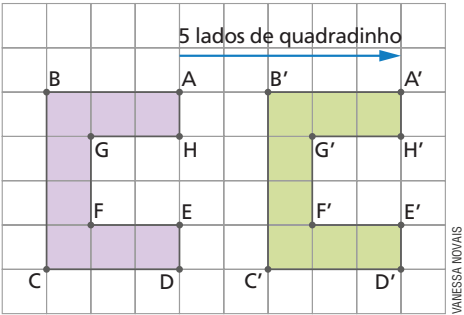 5 lados de quadradinho
B A B′ A′
G H G′ H′
F E F′ E′
C D C′ D′
VANESSA NOVAIS